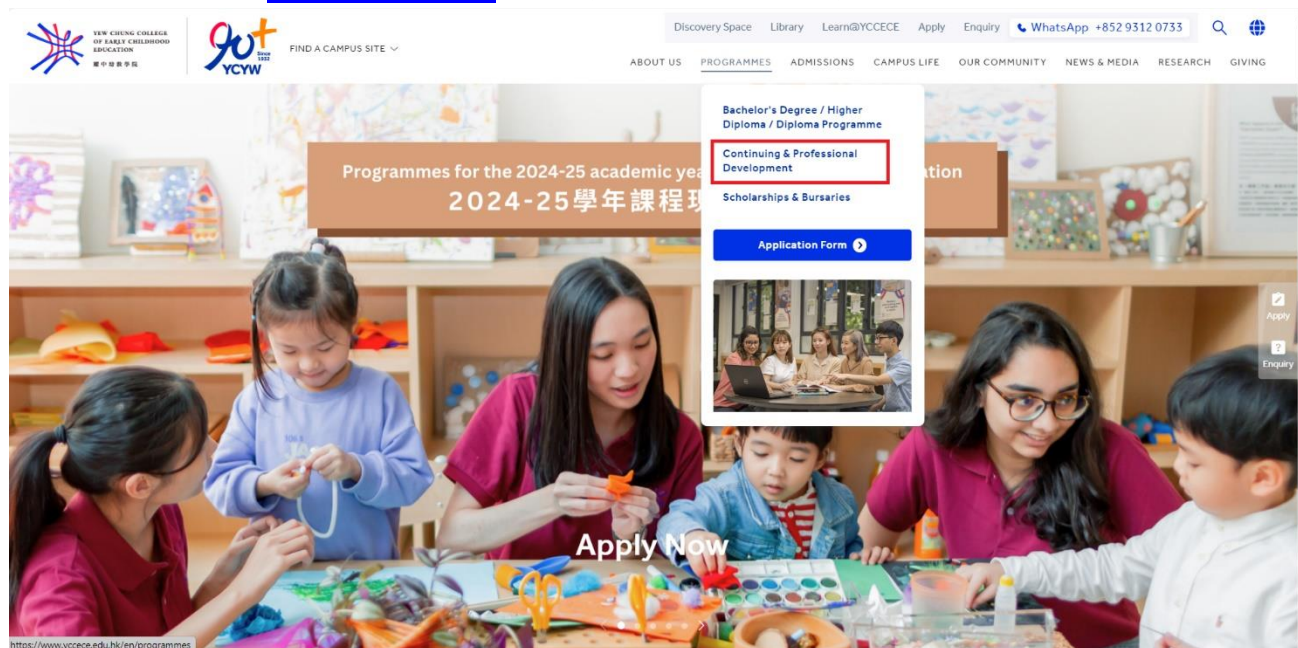 YEW CHUNG COLLEGE
OF EARLY CHILDHOOD
EDUCATION
耀中幼教學院
90+
Since
1932
YCYW
FIND A CAMPUS SITE
Discovery Space Library Learn@YCCECE Apply Enquiry WhatsApp +852 9312 0733
ABOUT US PROGRAMMES ADMISSIONS CAMPUS LIFE OUR COMMUNITY NEWS & MEDIA RESEARCH GIVING
Bachelor's Degree / Higher
Diploma / Diploma Programme
Continuing & Professional
Development
Scholarships & Bursaries
Application Form
Programmes for the 2024-25 academic yea
2024-25學年課程
Apply
?
Enquiry
Apply Now
https://www.yccece.edu.hk/en/programmes